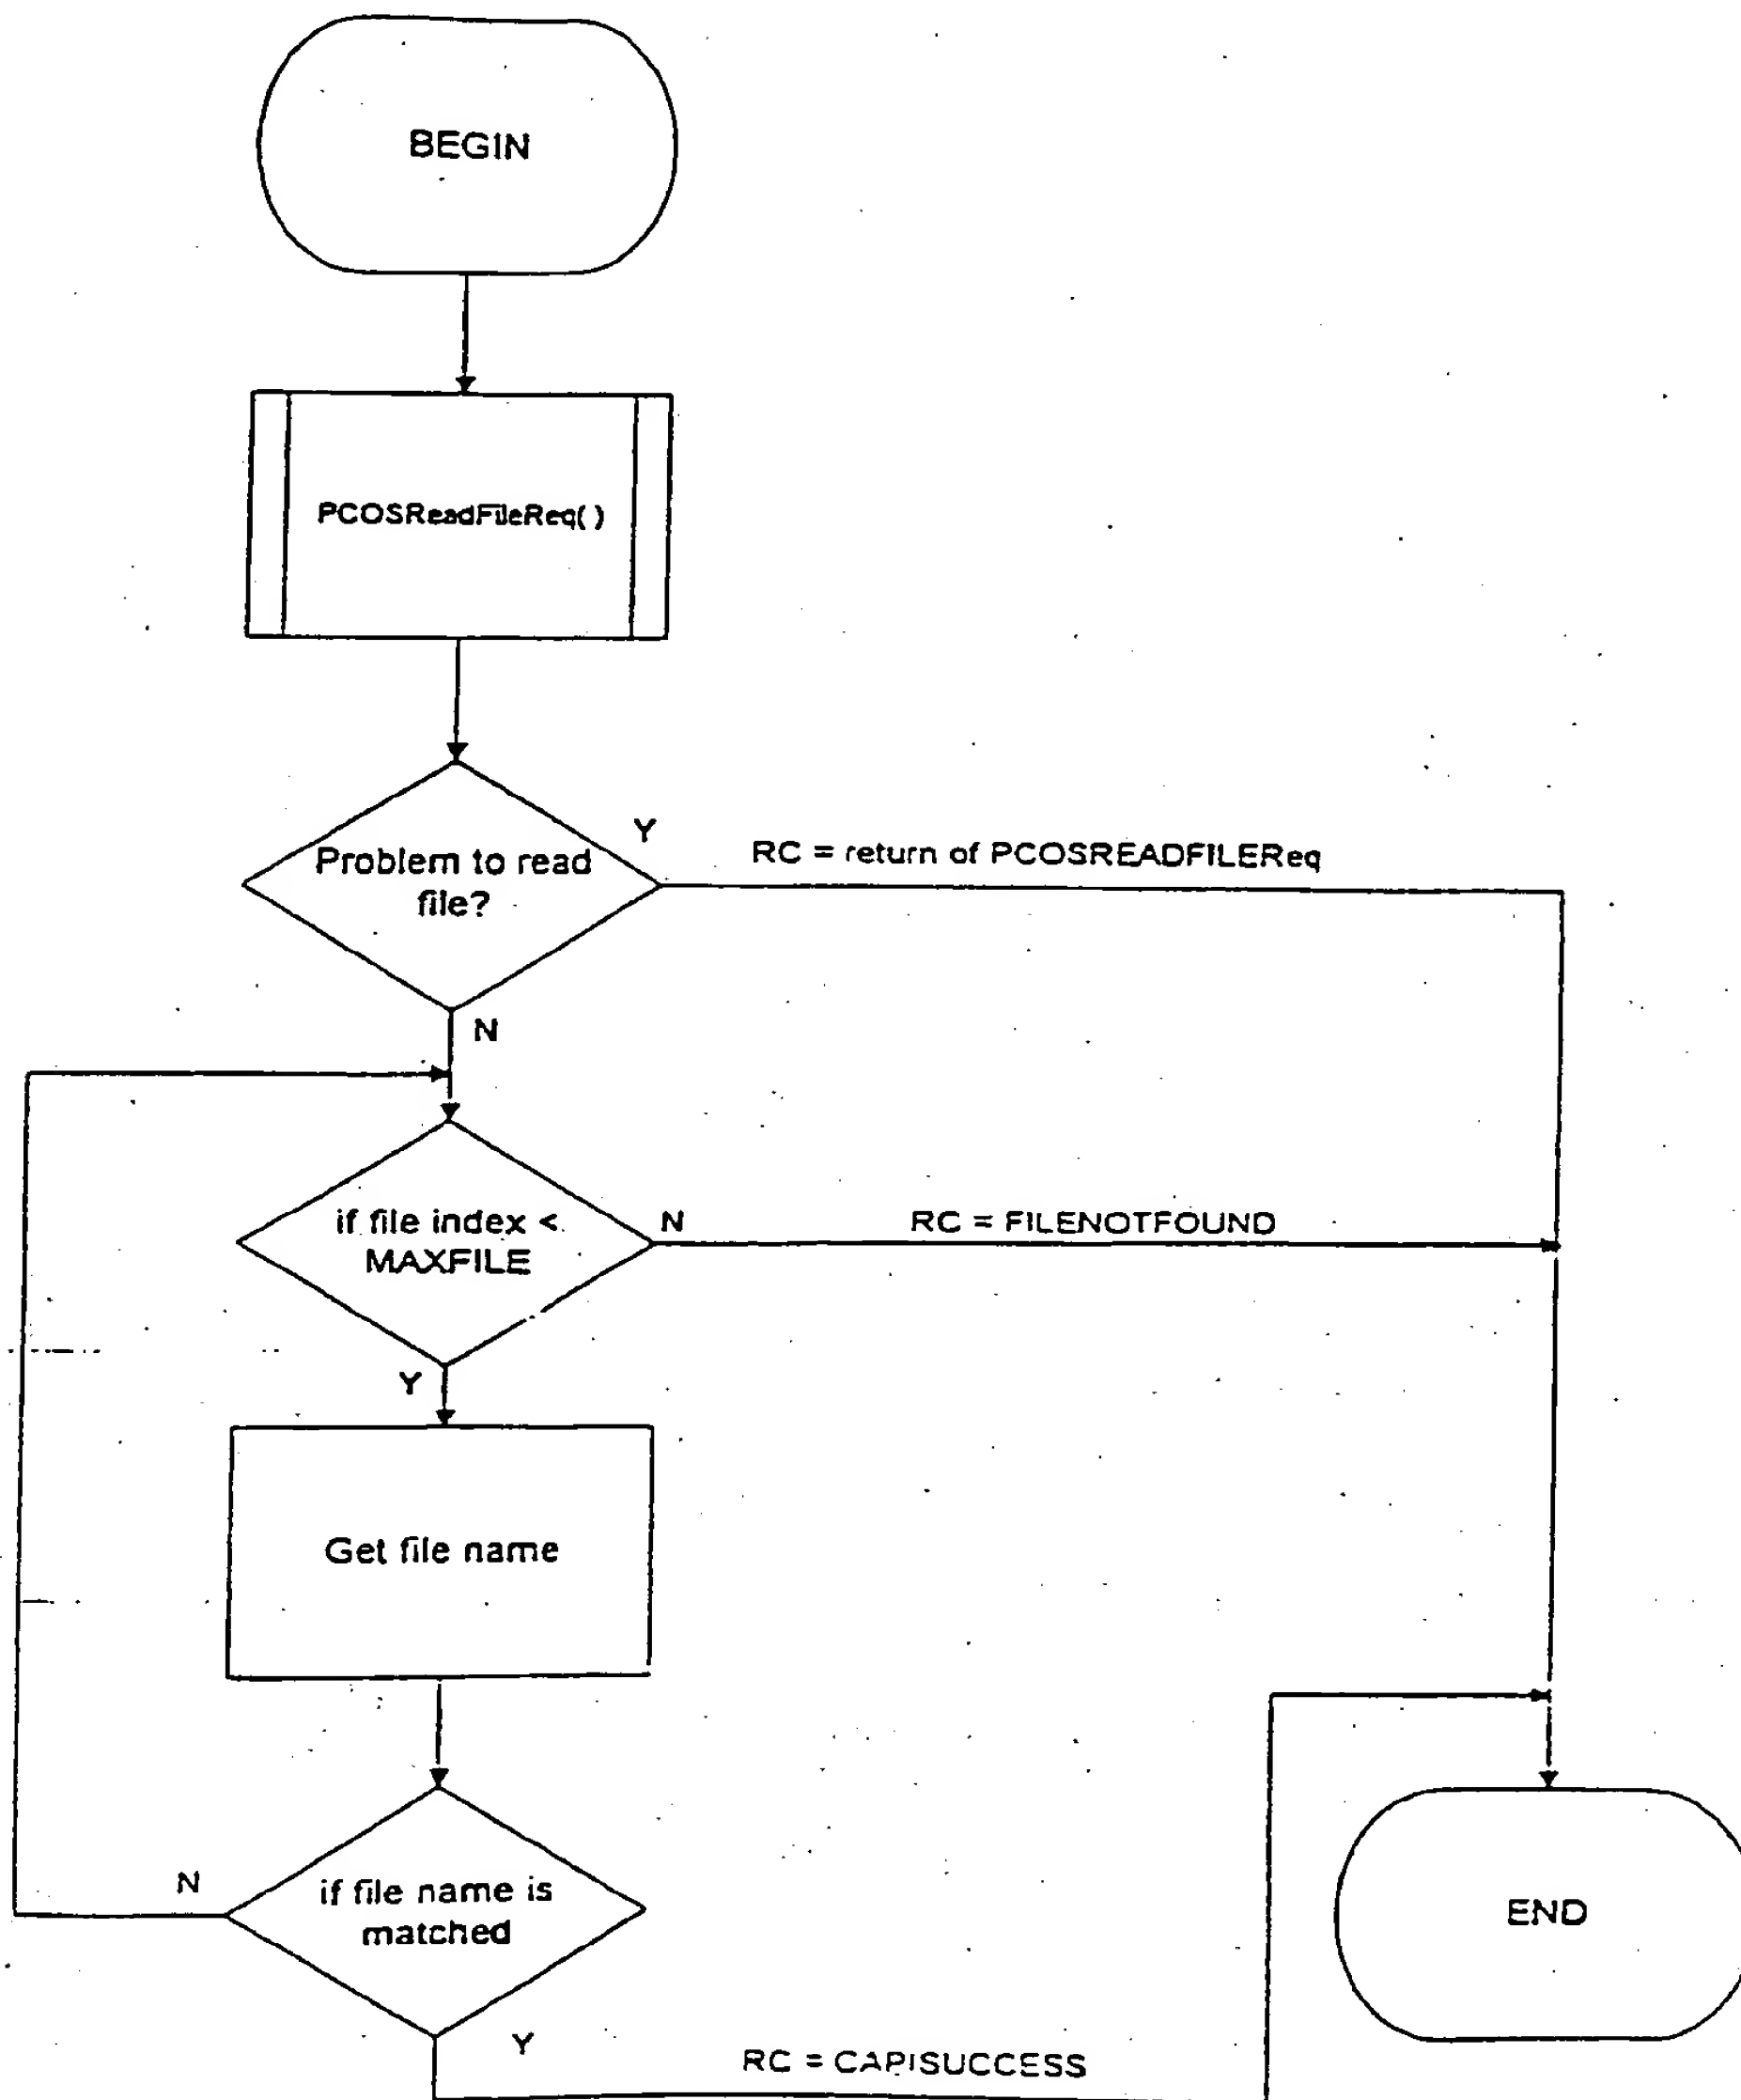 BEGIN
PCOSReadFileReq()
Problem to read
file?
Y
RC = return of PCOSREADFILEReq
N
if file index <
MAXFILE
N
RC = FILENOTFOUND
Y
Get file name
N
if file name is
matched
END
Y
RC = CAPISUCCESS